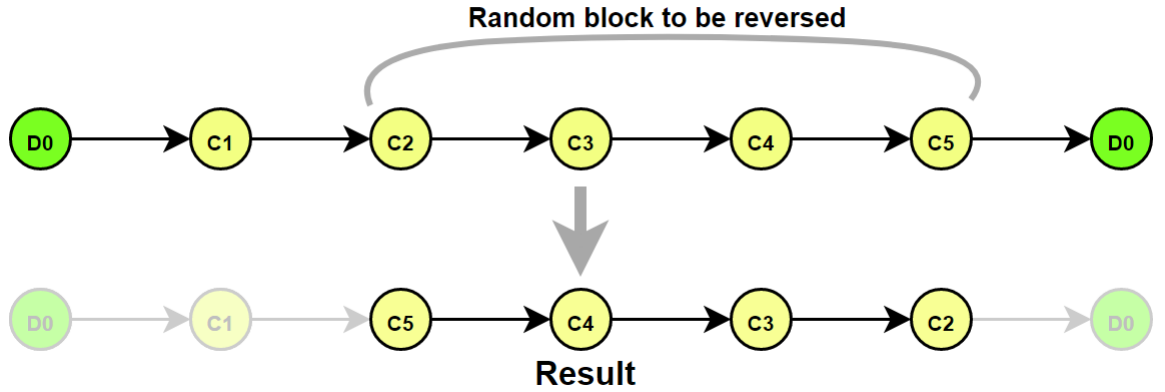 Random block to be reversed
D0 C1 C2 C3 C4 C5 D0
D0 C1 C5 C4 C3 C2 D0
Result